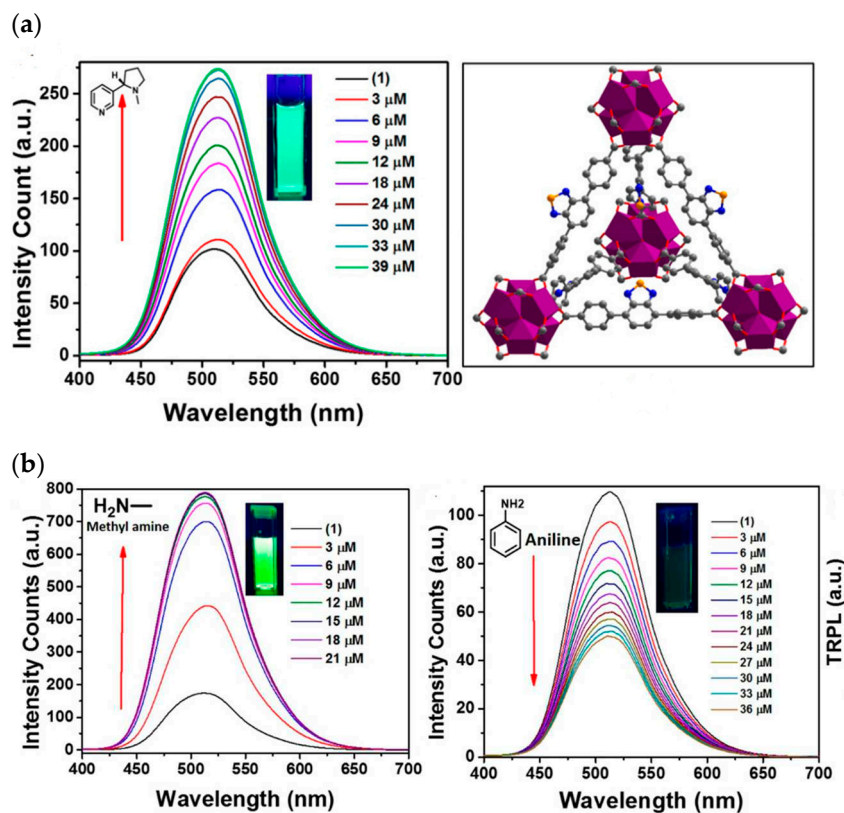 (a)
H
N
N
(1)
3 μM
6 μM
9 μM
12 μM
18 μM
24 μM
30 μM
33 μM
39 μM
250
200
150
100
50
0
Intensity Count (a.u.)
400 450 500 550 600 650 700
Wavelength (nm)
(b)
H₂N
Methyl amine
(1)
3 μM
6 μM
9 μM
12 μM
15 μM
18 μM
21 μM
800
700
600
500
400
300
200
100
0
Intensity Counts (a.u.)
400 450 500 550 600 650 700
Wavelength (nm)
NH2
Aniline
(1)
3 μM
6 μM
9 μM
12 μM
15 μM
18 μM
21 μM
24 μM
27 μM
30 μM
33 μM
36 μM
100
80
60
40
20
0
Intensity Counts (a.u.)
400 450 500 550 600 650 700
Wavelength (nm)
TRPL (a.u.)